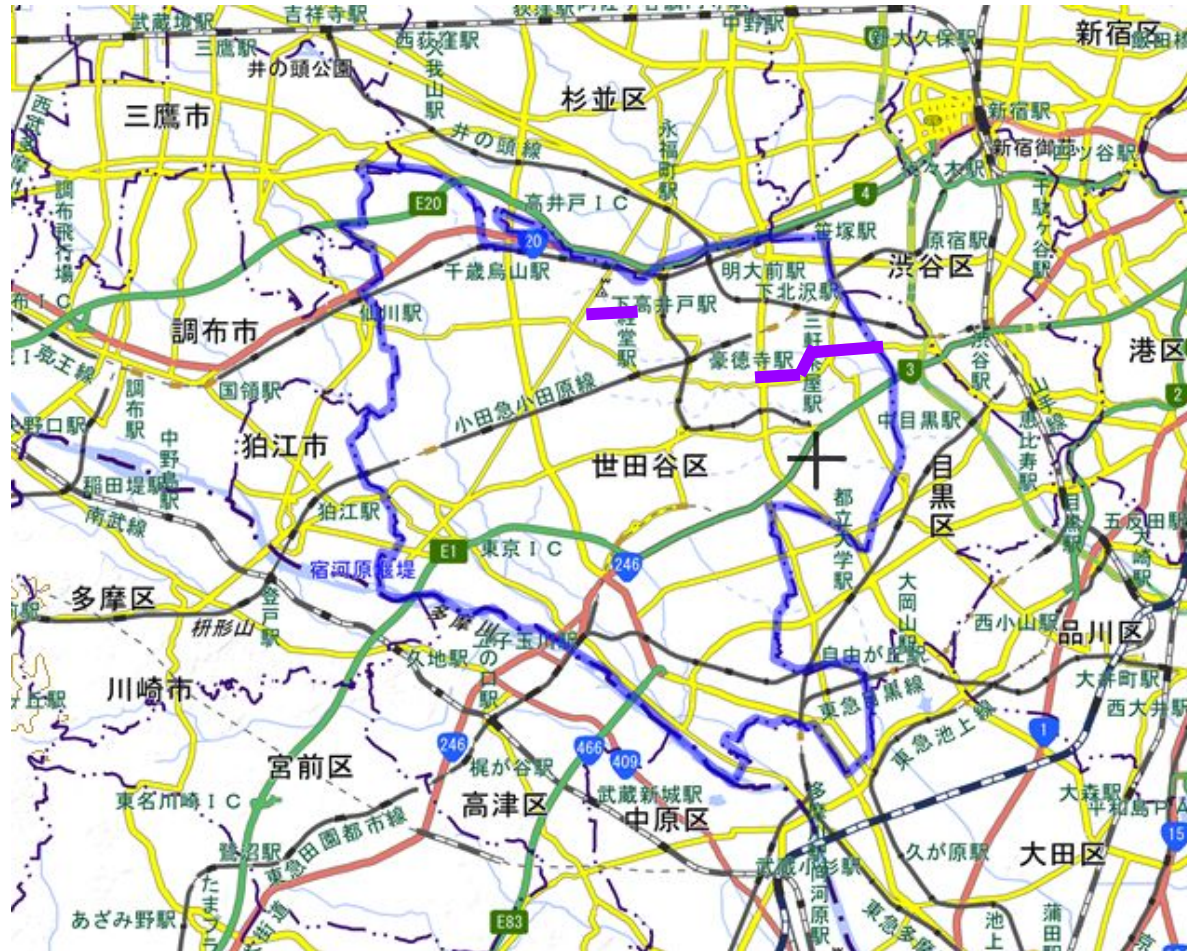 吉祥寺駅
武蔵境駅
三鷹駅
西荻窪駅
中野駅
新大久保駅
新宿区
久我山駅
井の頭公園
三鷹市
杉並区
井の頭線
永福町駅
新宿駅
新宿御苑
四ツ谷駅
代々木駅
千駄ヶ谷駅
調布飛行場
E20
高井戸IC
4
20
笹塚駅
原宿駅
渋谷区
千歳烏山駅
明大前駅
下北沢駅
下高井戸駅
経堂駅
仙川駅
調布市
京王線
豪徳寺駅
三軒茶屋駅
渋谷駅
港区
3
2
国領駅
調布駅
小田急小田原線
中目黒駅
山手線
恵比寿駅
中野島駅
狛江市
世田谷区
目黒区
稲田堤駅
南武線
狛江駅
都立大学駅
目黒駅
五反田駅
大崎駅
E1
東京IC
246
宿河原堰堤
多摩区
登戸駅
枡形山
多摩川
二子玉川駅
大岡山駅
西小山駅
品川区
久地駅
溝の口駅
自由が丘駅
東急目黒線
大井町駅
西大井駅
川崎市
東急池上線
1
246
466
409
宮前区
梶が谷駅
東名川崎IC
高津区
武蔵新城駅
中原区
大森駅
平和島PA
15
鷺沼駅
東急田園都市線
武蔵小杉駅
久が原駅
大田区
あざみ野駅
E83
蒲田駅